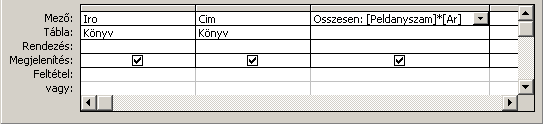 Mező: Iro Cim Osszesen: [Peldanyszam]*[Ar]
Tábla: Könyv Könyv
Rendezés:
Megjelenítés:
Feltétel:
vagy: